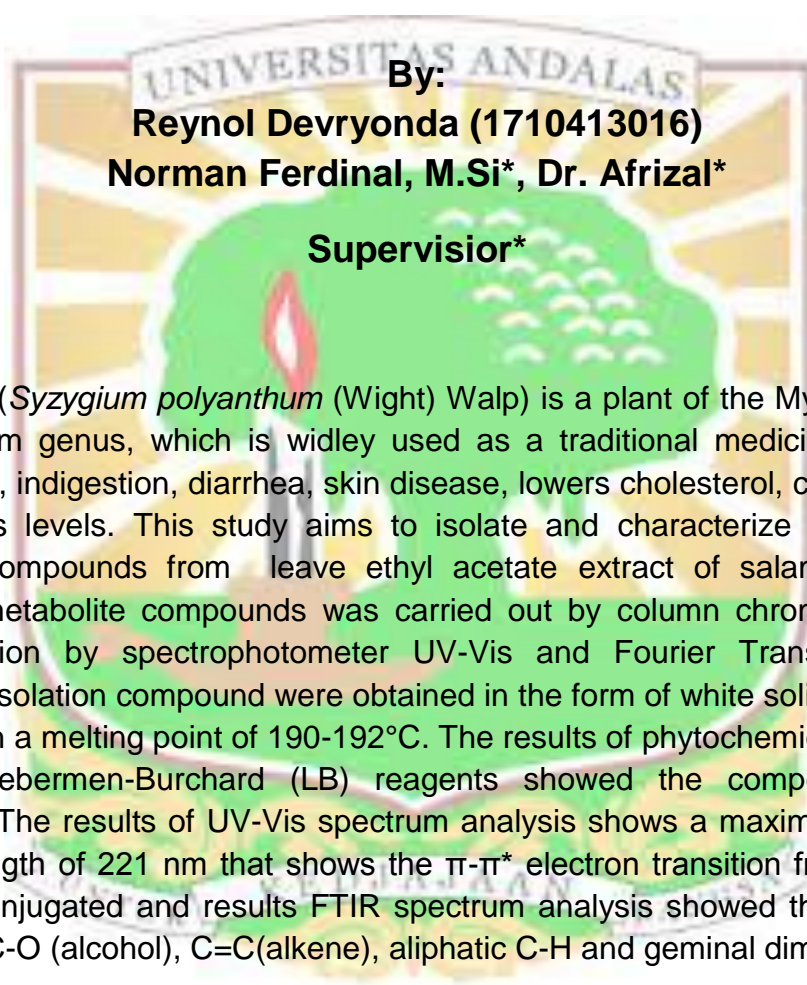 UNIVERSITAS ANDALAS
By:
Reynol Devryonda (1710413016)
Norman Ferdinal, M.Si*, Dr. Afrizal*
Supervisior*
(Syzygium polyanthum (Wight) Walp) is a plant of the My
m genus, which is widley used as a traditional medici
, indigestion, diarrhea, skin disease, lowers cholesterol, c
s levels. This study aims to isolate and characterize
compounds from leave ethyl acetate extract of salar
metabolite compounds was carried out by column chron
ion by spectrophotometer UV-Vis and Fourier Trans
solation compound were obtained in the form of white soli
n a melting point of 190-192°C. The results of phytochemi
ebermen-Burchard (LB) reagents showed the comp
The results of UV-Vis spectrum analysis shows a maxim
gth of 221 nm that shows the π-π* electron transition fr
onjugated and results FTIR spectrum analysis showed th
C-O (alcohol), C=C(alkene), aliphatic C-H and geminal dim